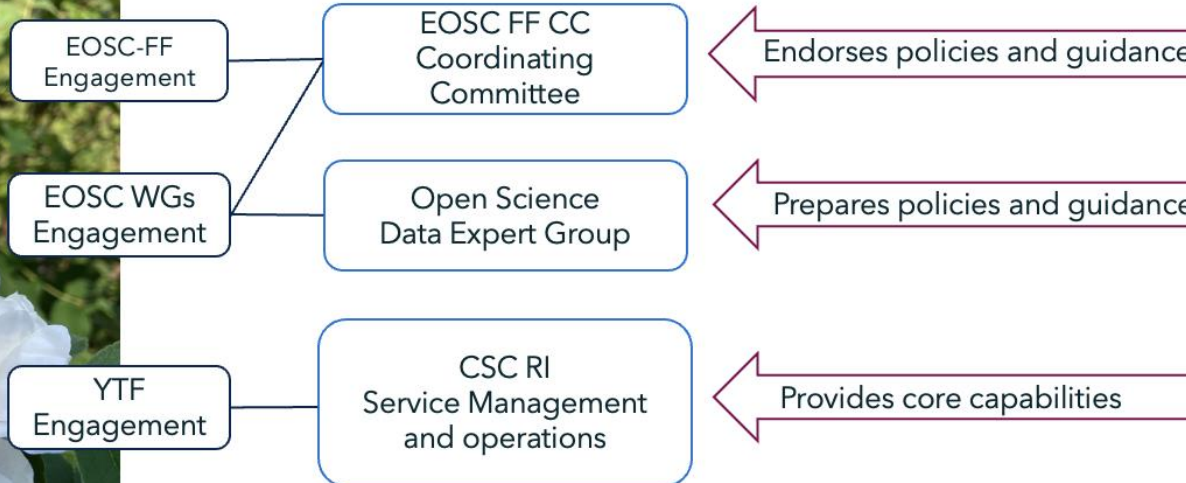 EOSC-FF
Engagement
EOSC FF CC
Coordinating
Committee
Endorses policies and guidance
EOSC WGs
Engagement
Open Science
Data Expert Group
Prepares policies and guidance
YTF
Engagement
CSC RI
Service Management
and operations
Provides core capabilities